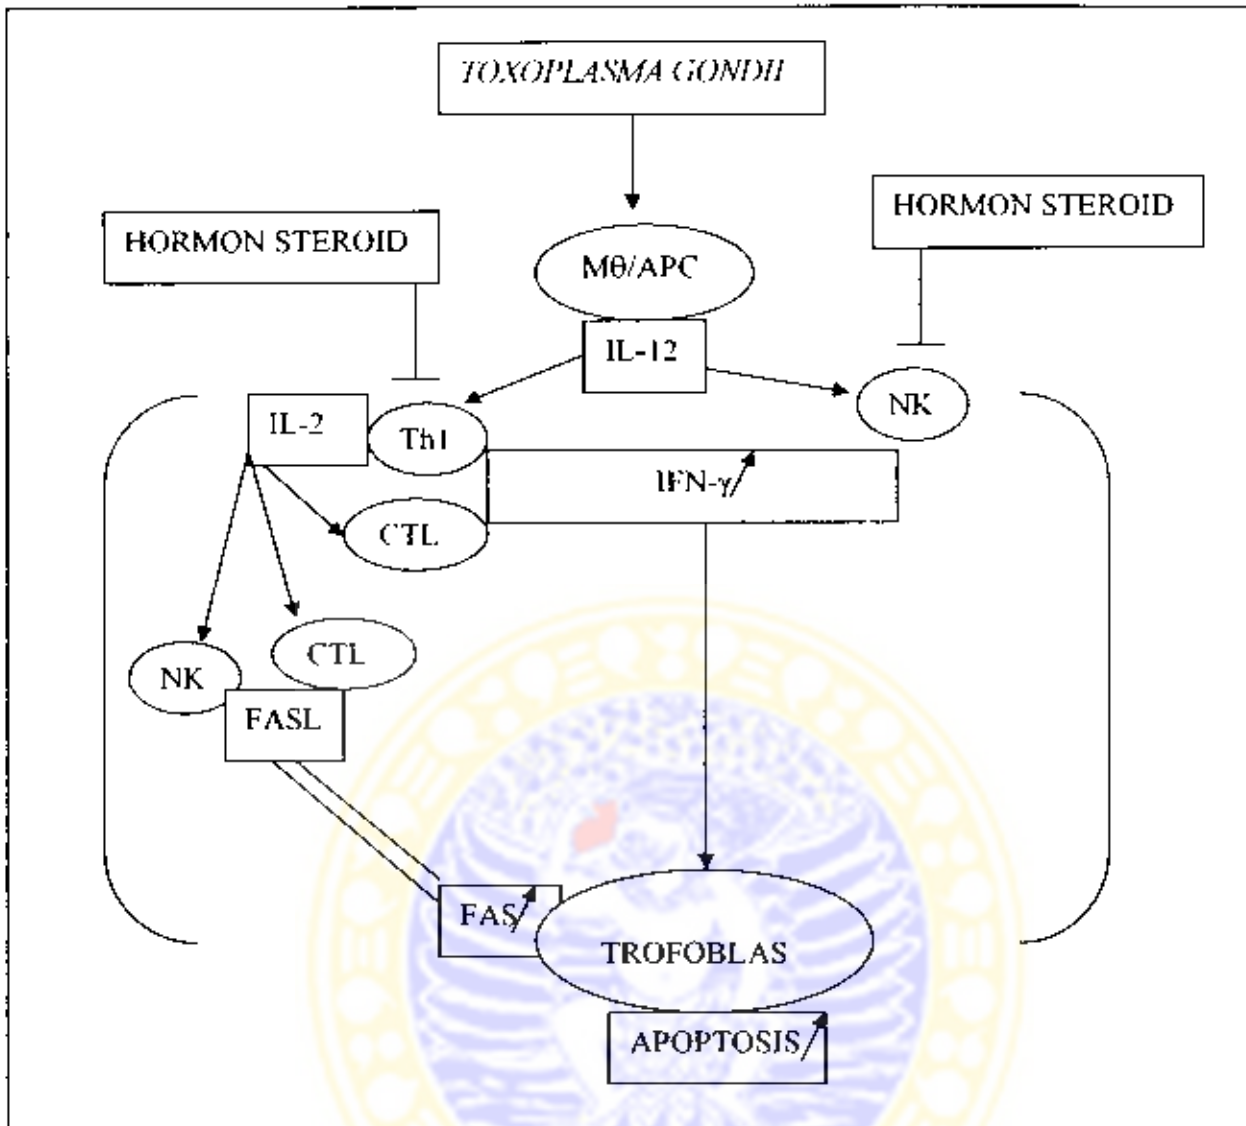 TOXOPLASMA GONDII
HORMON STEROID
HORMON STEROID
Mθ/APC
IL-12
NK
IL-2
Th1
IFN-γ
CTL
CTL
NK
FASL
FAS
TROFOBLAS
APOPTOSIS